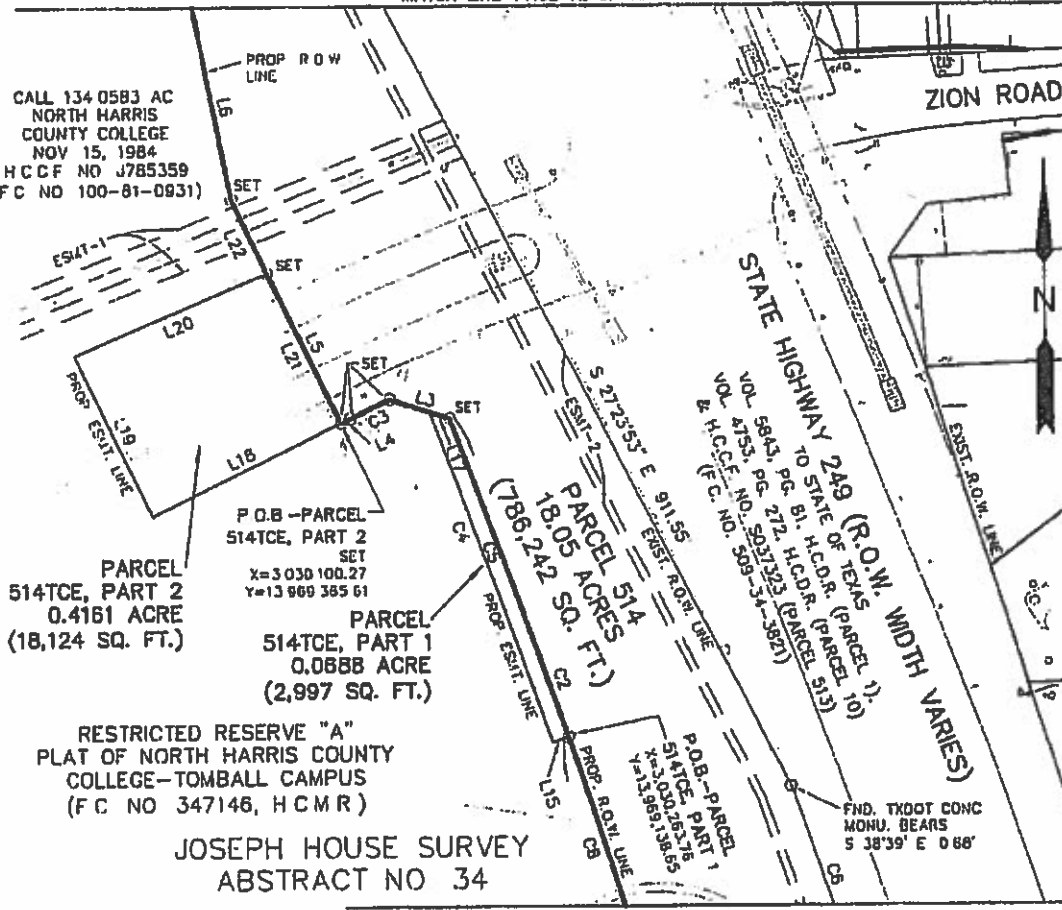 PROP R O W
LINE
CALL 134 0583 AC
NORTH HARRIS
COUNTY COLLEGE
NOV 15, 1984
H C C F NO J785359
(F C NO 100-81-0931)
L6
ZION ROAD
SET
ESMT-1
L22
SET
L20
L5
L21
SET
N
PROP ESMT. LINE
L19
L18
C3
L4
L3
SET
L17
S 27°23'53" E 911.55'
ESMT-2
EXIST. R.O.W. LINE
STATE HIGHWAY 249 (R.O.W. WIDTH VARIES)
TO STATE OF TEXAS
VOL. 5843, PG. 81, H.C.D.R. (PARCEL 1),
VOL. 4753, PG. 272, H.C.D.R. (PARCEL 10)
& H.C.C.F. NO. S037323 (PARCEL 513)
(F.C. NO. 509-34-3821)
EXIST. R.O.W. LINE
P O.B -PARCEL
514TCE, PART 2
SET
X=3 030 100.27
Y=13 969 365 61
PARCEL 514
18.05 ACRES
(786,242 SQ. FT.)
C4
C5
PROP. ESMT. LINE
C2
PARCEL
514TCE, PART 2
0.4161 ACRE
(18,124 SQ. FT.)
PARCEL
514TCE, PART 1
0.0688 ACRE
(2,997 SQ. FT.)
RESTRICTED RESERVE "A"
PLAT OF NORTH HARRIS COUNTY
COLLEGE-TOMBALL CAMPUS
(F C NO 347146, H C M R )
L15
PROP. R.O.W. LINE
C8
P.O.B.-PARCEL
514TCE, PART 1
X=3,030,263.76
Y=13,969,138.65
FND. TXDOT CONC
MONU. BEARS
S 38°39' E 0 68'
C6
JOSEPH HOUSE SURVEY
ABSTRACT NO 34